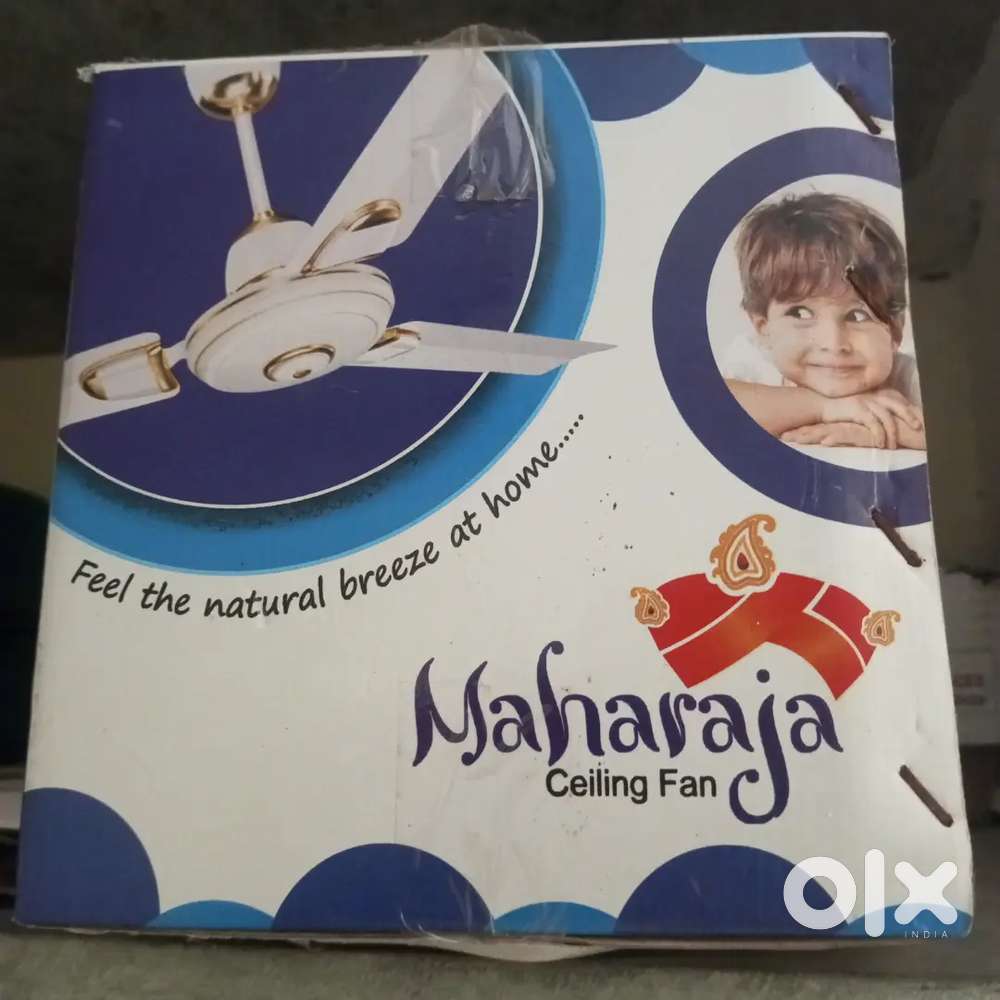 Feel the natural breeze at home.....
Maharaja
Ceiling Fan
olx
INDIA